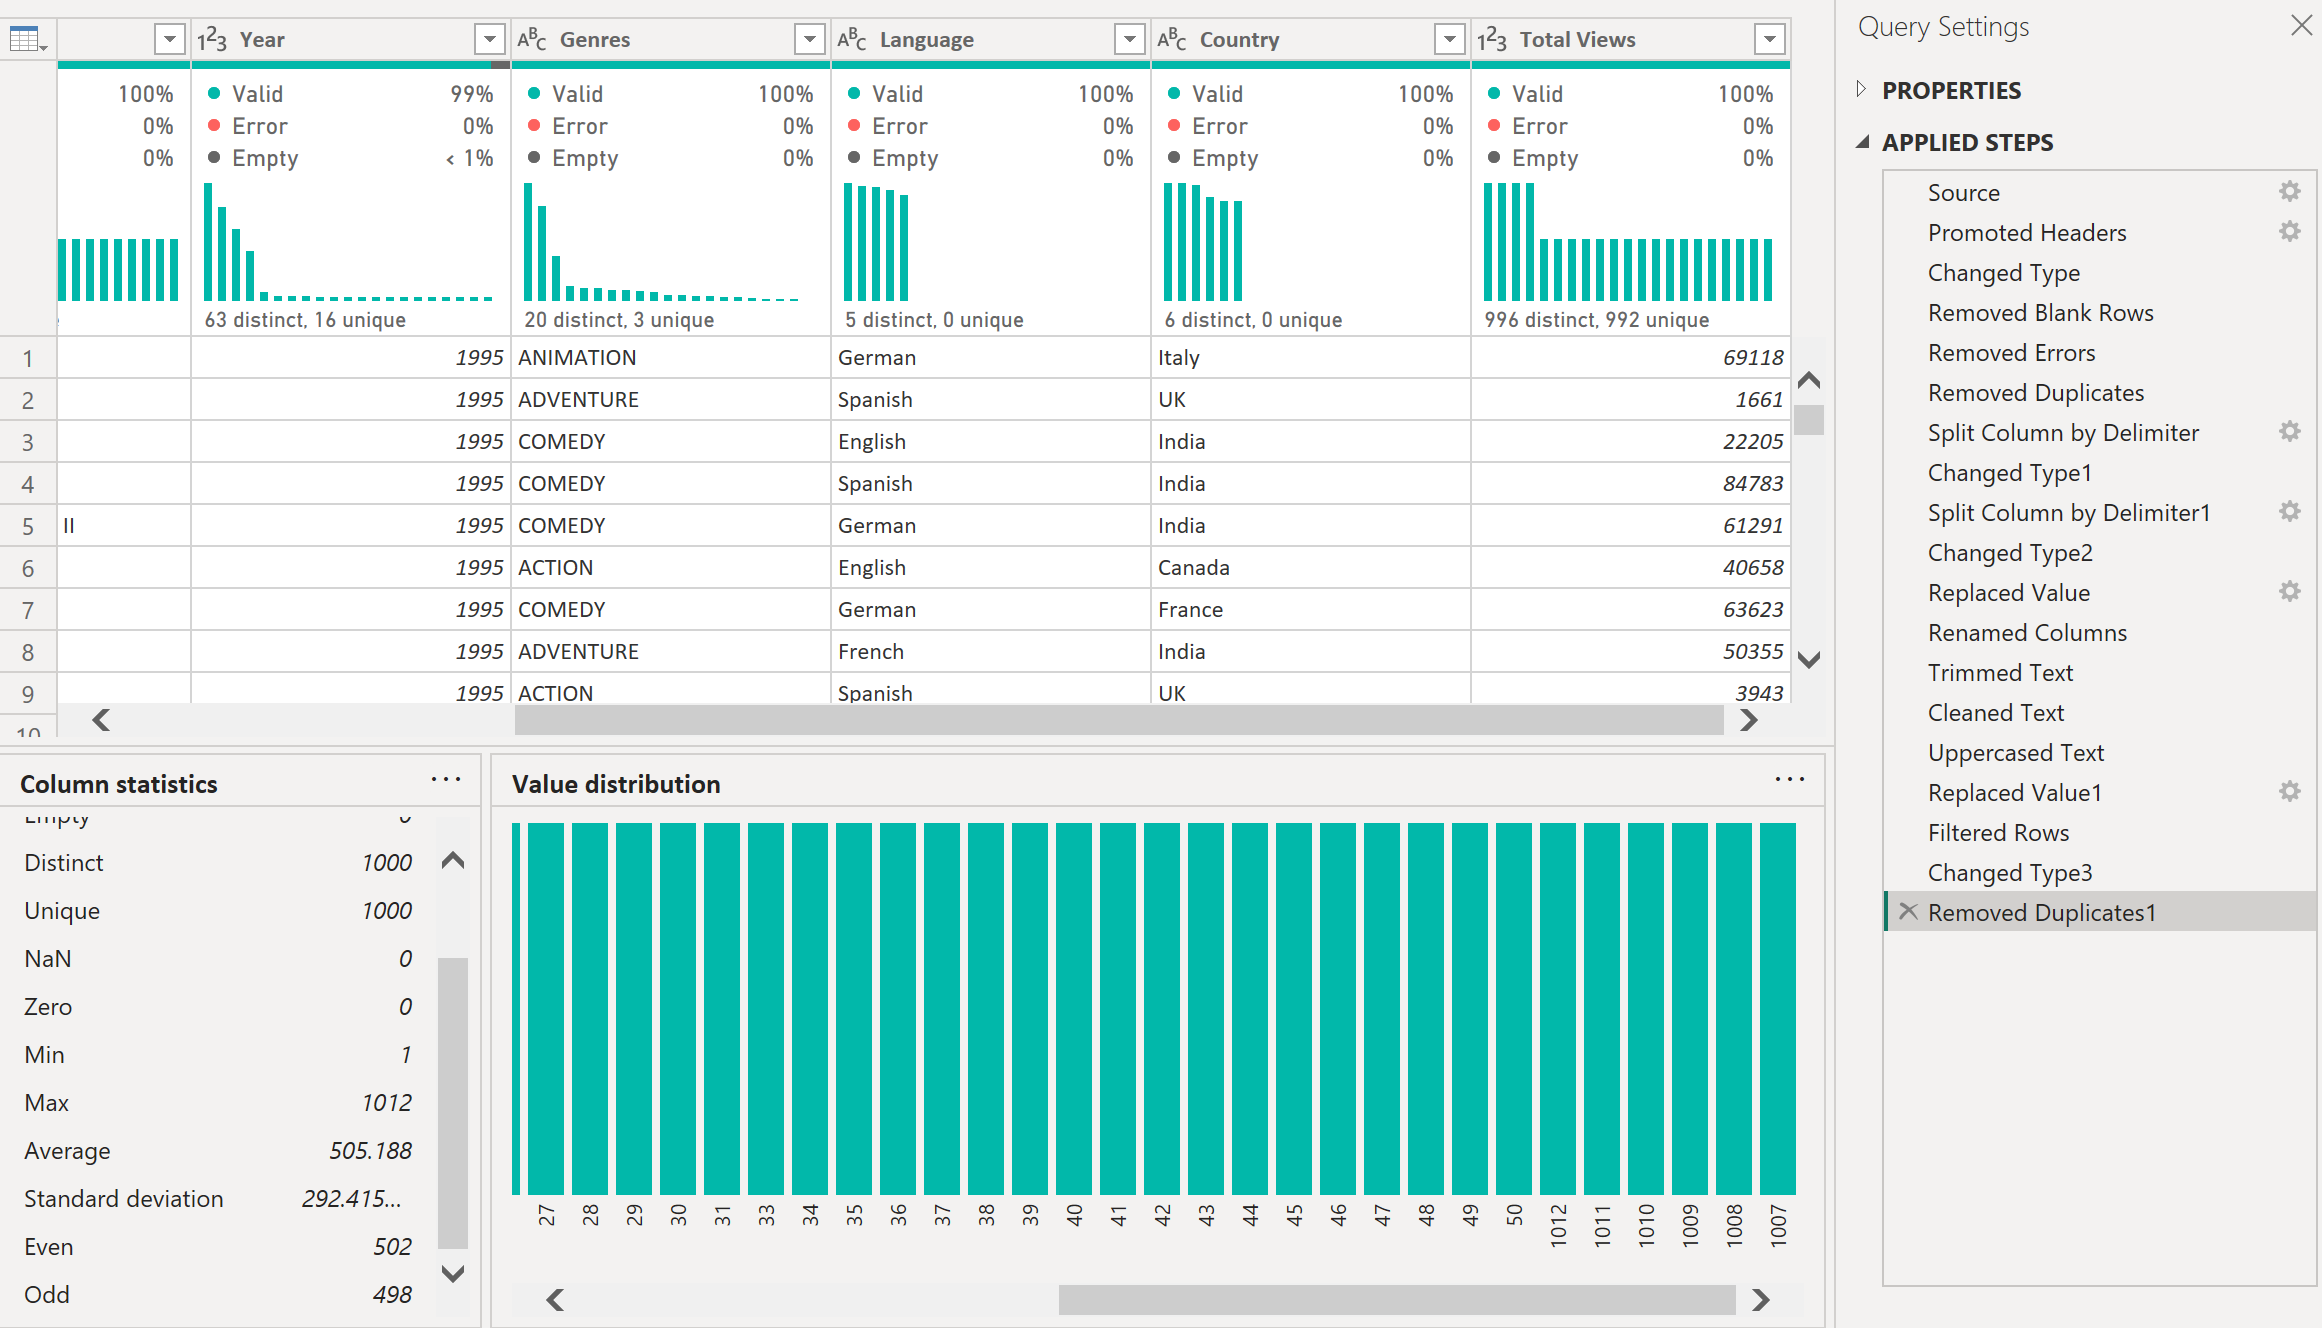 Year Genres Language Country Total Views
100% Valid 99% Valid 100% Valid 100% Valid 100% Valid 100%
0% Error 0% Error 0% Error 0% Error 0% Error 0%
0% Empty < 1% Empty 0% Empty 0% Empty 0% Empty 0%
63 distinct, 16 unique 20 distinct, 3 unique 5 distinct, 0 unique 6 distinct, 0 unique 996 distinct, 992 unique
1 1995 ANIMATION German Italy 69118
2 1995 ADVENTURE Spanish UK 1661
3 1995 COMEDY English India 22205
4 1995 COMEDY Spanish India 84783
5 II 1995 COMEDY German India 61291
6 1995 ACTION English Canada 40658
7 1995 COMEDY German France 63623
8 1995 ADVENTURE French India 50355
9 1995 ACTION Spanish UK 3943
10
Column statistics
Empty 0
Distinct 1000
Unique 1000
NaN 0
Zero 0
Min 1
Max 1012
Average 505.188
Standard deviation 292.415...
Even 502
Odd 498
Value distribution
27 28 29 30 31 33 34 35 36 37 38 39 40 41 42 43 44 45 46 47 48 49 50 1012 1011 1010 1009 1008 1007
Query Settings
PROPERTIES
APPLIED STEPS
Source
Promoted Headers
Changed Type
Removed Blank Rows
Removed Errors
Removed Duplicates
Split Column by Delimiter
Changed Type1
Split Column by Delimiter1
Changed Type2
Replaced Value
Renamed Columns
Trimmed Text
Cleaned Text
Uppercased Text
Replaced Value1
Filtered Rows
Changed Type3
Removed Duplicates1